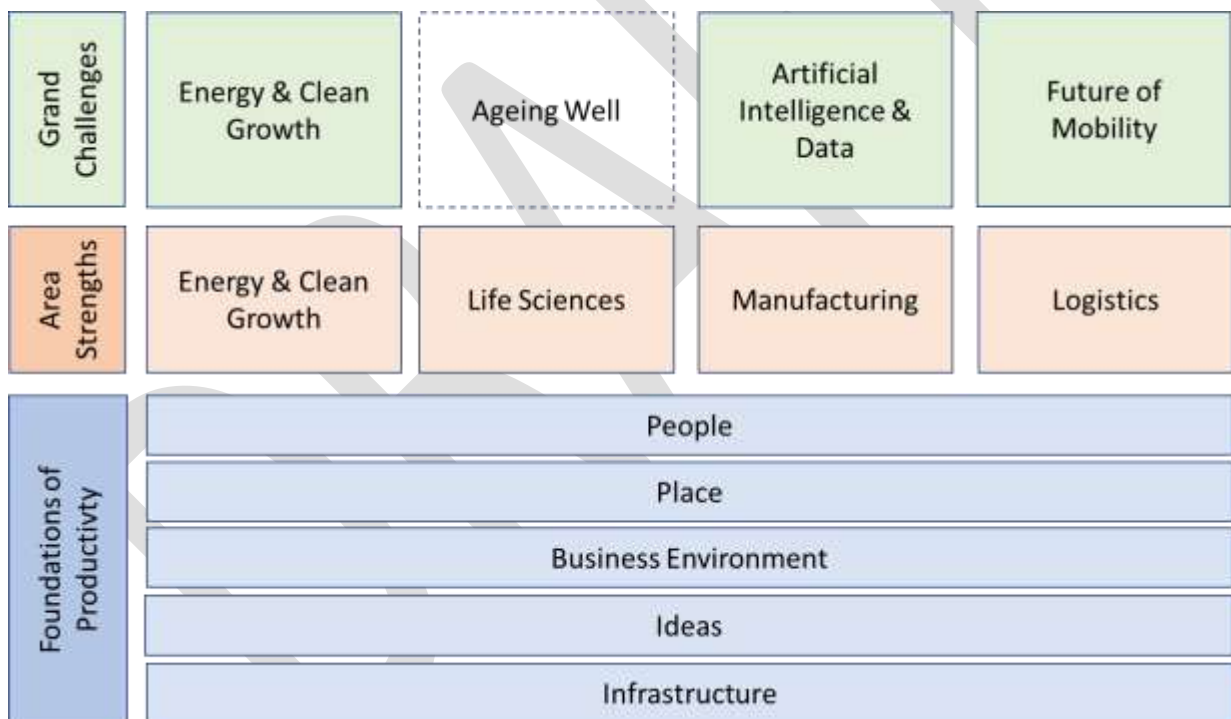 Grand
Challenges
Energy & Clean
Growth
Ageing Well
Artificial
Intelligence &
Data
Future of
Mobility
Area
Strengths
Energy & Clean
Growth
Life Sciences
Manufacturing
Logistics
Foundations of
Productivty
People
Place
Business Environment
Ideas
Infrastructure